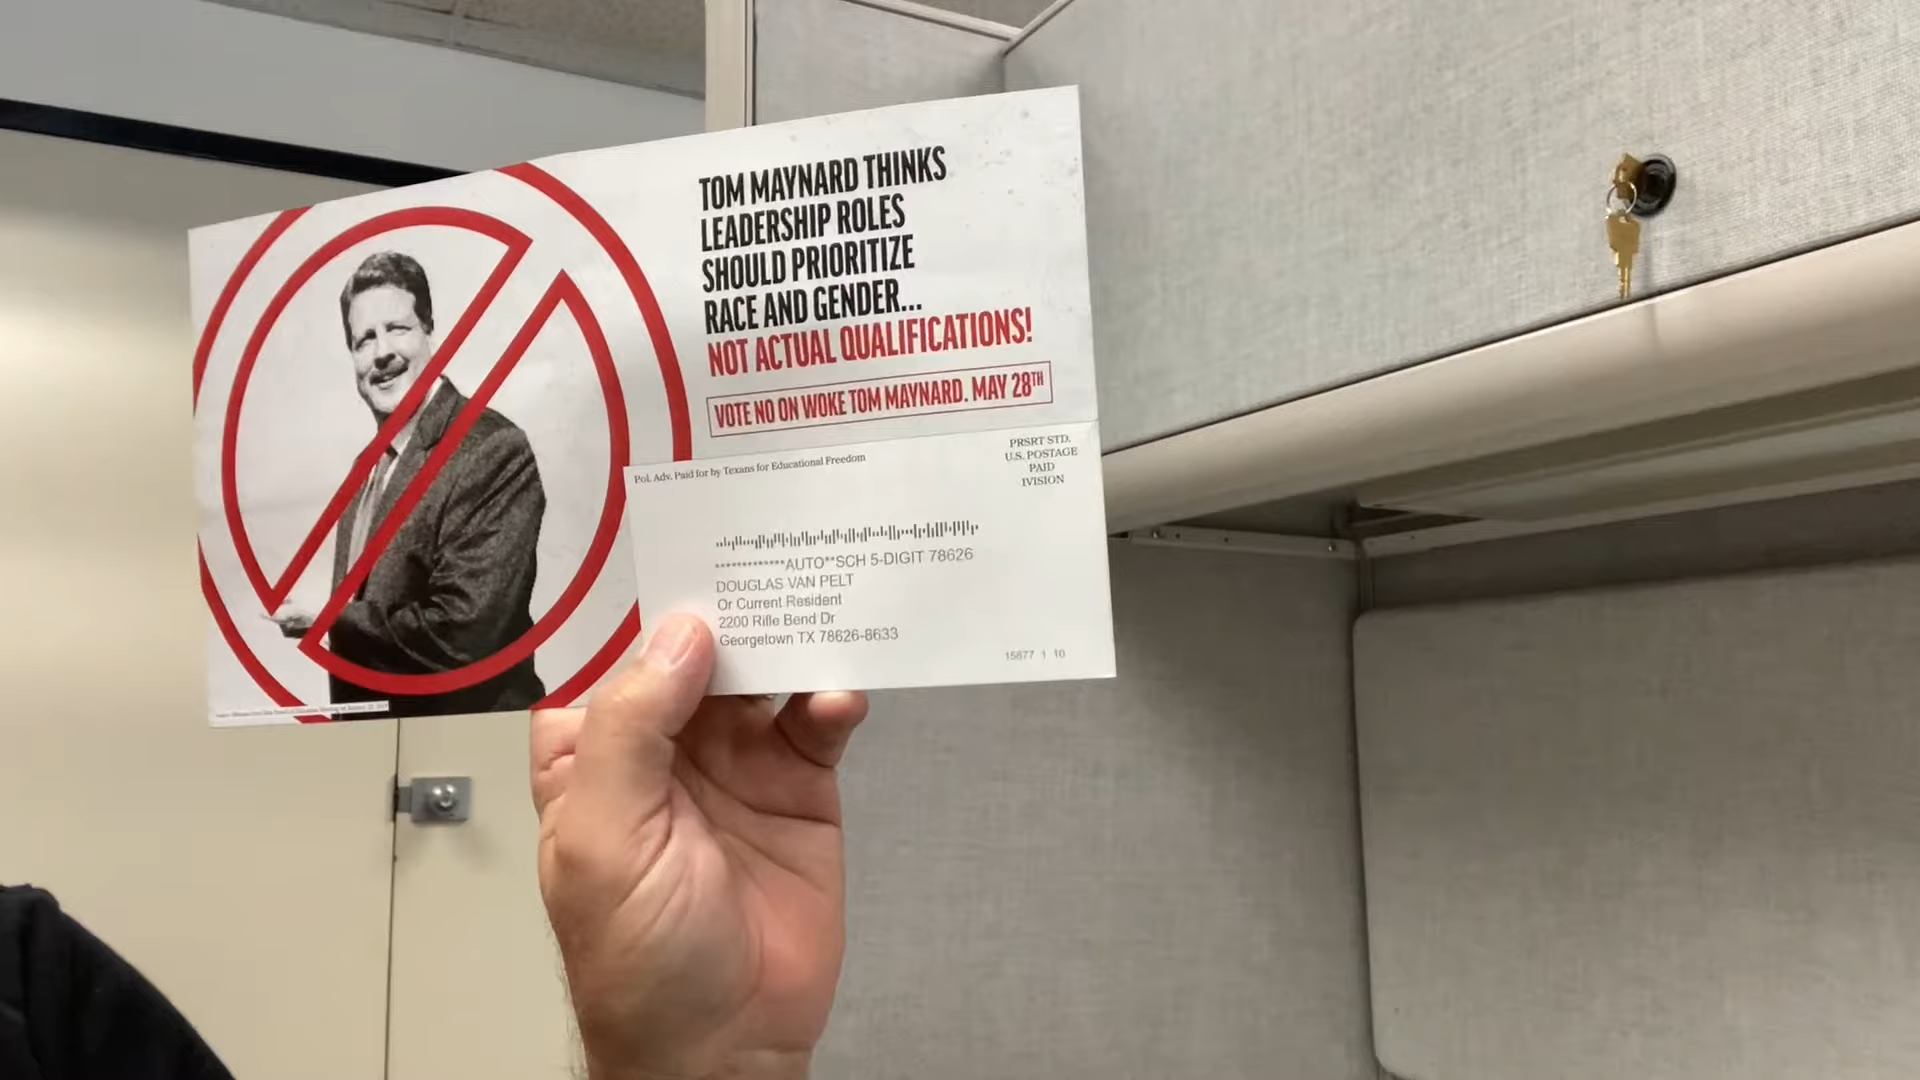 TOM MAYNARD THINKS
LEADERSHIP ROLES
SHOULD PRIORITIZE
RACE AND GENDER...
NOT ACTUAL QUALIFICATIONS!
VOTE NO ON WOKE TOM MAYNARD. MAY 28TH
Pol. Adv. Paid for by Texans for Educational Freedom
PRSRT STD.
U.S. POSTAGE
PAID
IVISION
*************AUTO**SCH 5-DIGIT 78626
DOUGLAS VAN PELT
Or Current Resident
2200 Rifle Bend Dr
Georgetown TX 78626-8633
15877 1 10